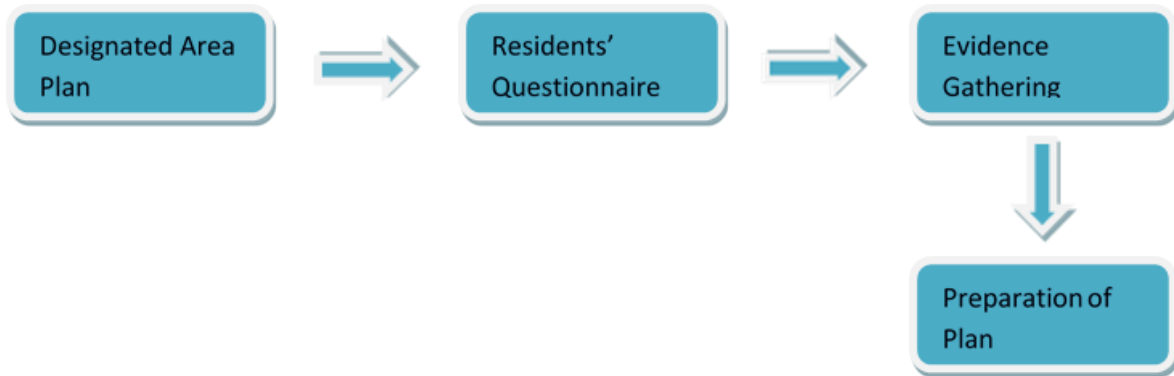 Designated Area
Plan
Residents’
Questionnaire
Evidence
Gathering
Preparation of
Plan